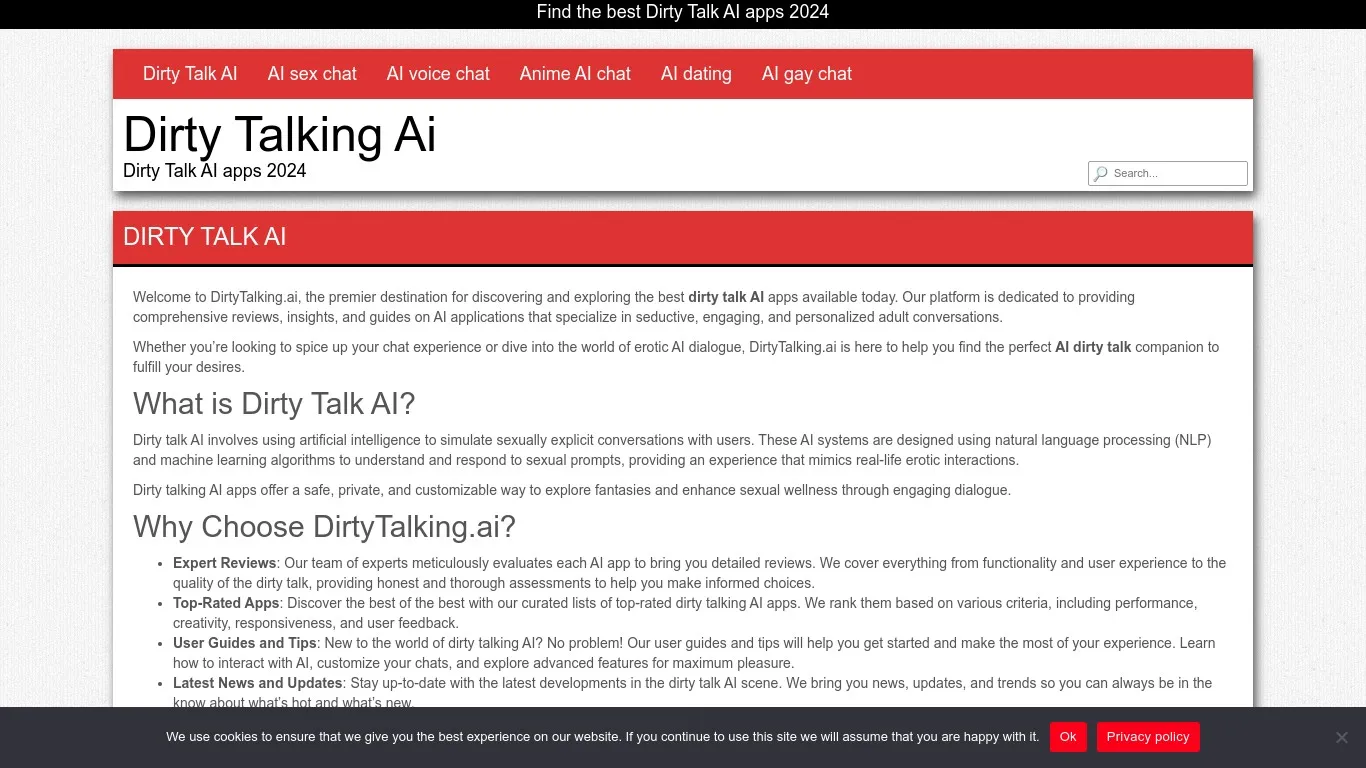 Find the best Dirty Talk AI apps 2024
Dirty Talk AI AI sex chat AI voice chat Anime AI chat AI dating AI gay chat
Dirty Talking Ai
Dirty Talk AI apps 2024
Search...
DIRTY TALK AI
Welcome to DirtyTalking.ai, the premier destination for discovering and exploring the best dirty talk AI apps available today. Our platform is dedicated to providing
comprehensive reviews, insights, and guides on AI applications that specialize in seductive, engaging, and personalized adult conversations.
Whether you’re looking to spice up your chat experience or dive into the world of erotic AI dialogue, DirtyTalking.ai is here to help you find the perfect AI dirty talk companion to
fulfill your desires.
What is Dirty Talk AI?
Dirty talk AI involves using artificial intelligence to simulate sexually explicit conversations with users. These AI systems are designed using natural language processing (NLP)
and machine learning algorithms to understand and respond to sexual prompts, providing an experience that mimics real-life erotic interactions.
Dirty talking AI apps offer a safe, private, and customizable way to explore fantasies and enhance sexual wellness through engaging dialogue.
Why Choose DirtyTalking.ai?
• Expert Reviews: Our team of experts meticulously evaluates each AI app to bring you detailed reviews. We cover everything from functionality and user experience to the
quality of the dirty talk, providing honest and thorough assessments to help you make informed choices.
• Top-Rated Apps: Discover the best of the best with our curated lists of top-rated dirty talking AI apps. We rank them based on various criteria, including performance,
creativity, responsiveness, and user feedback.
• User Guides and Tips: New to the world of dirty talking AI? No problem! Our user guides and tips will help you get started and make the most of your experience. Learn
how to interact with AI, customize your chats, and explore advanced features for maximum pleasure.
• Latest News and Updates: Stay up-to-date with the latest developments in the dirty talk AI scene. We bring you news, updates, and trends so you can always be in the
know about what’s hot and what’s new.
We use cookies to ensure that we give you the best experience on our website. If you continue to use this site we will assume that you are happy with it. Ok Privacy policy